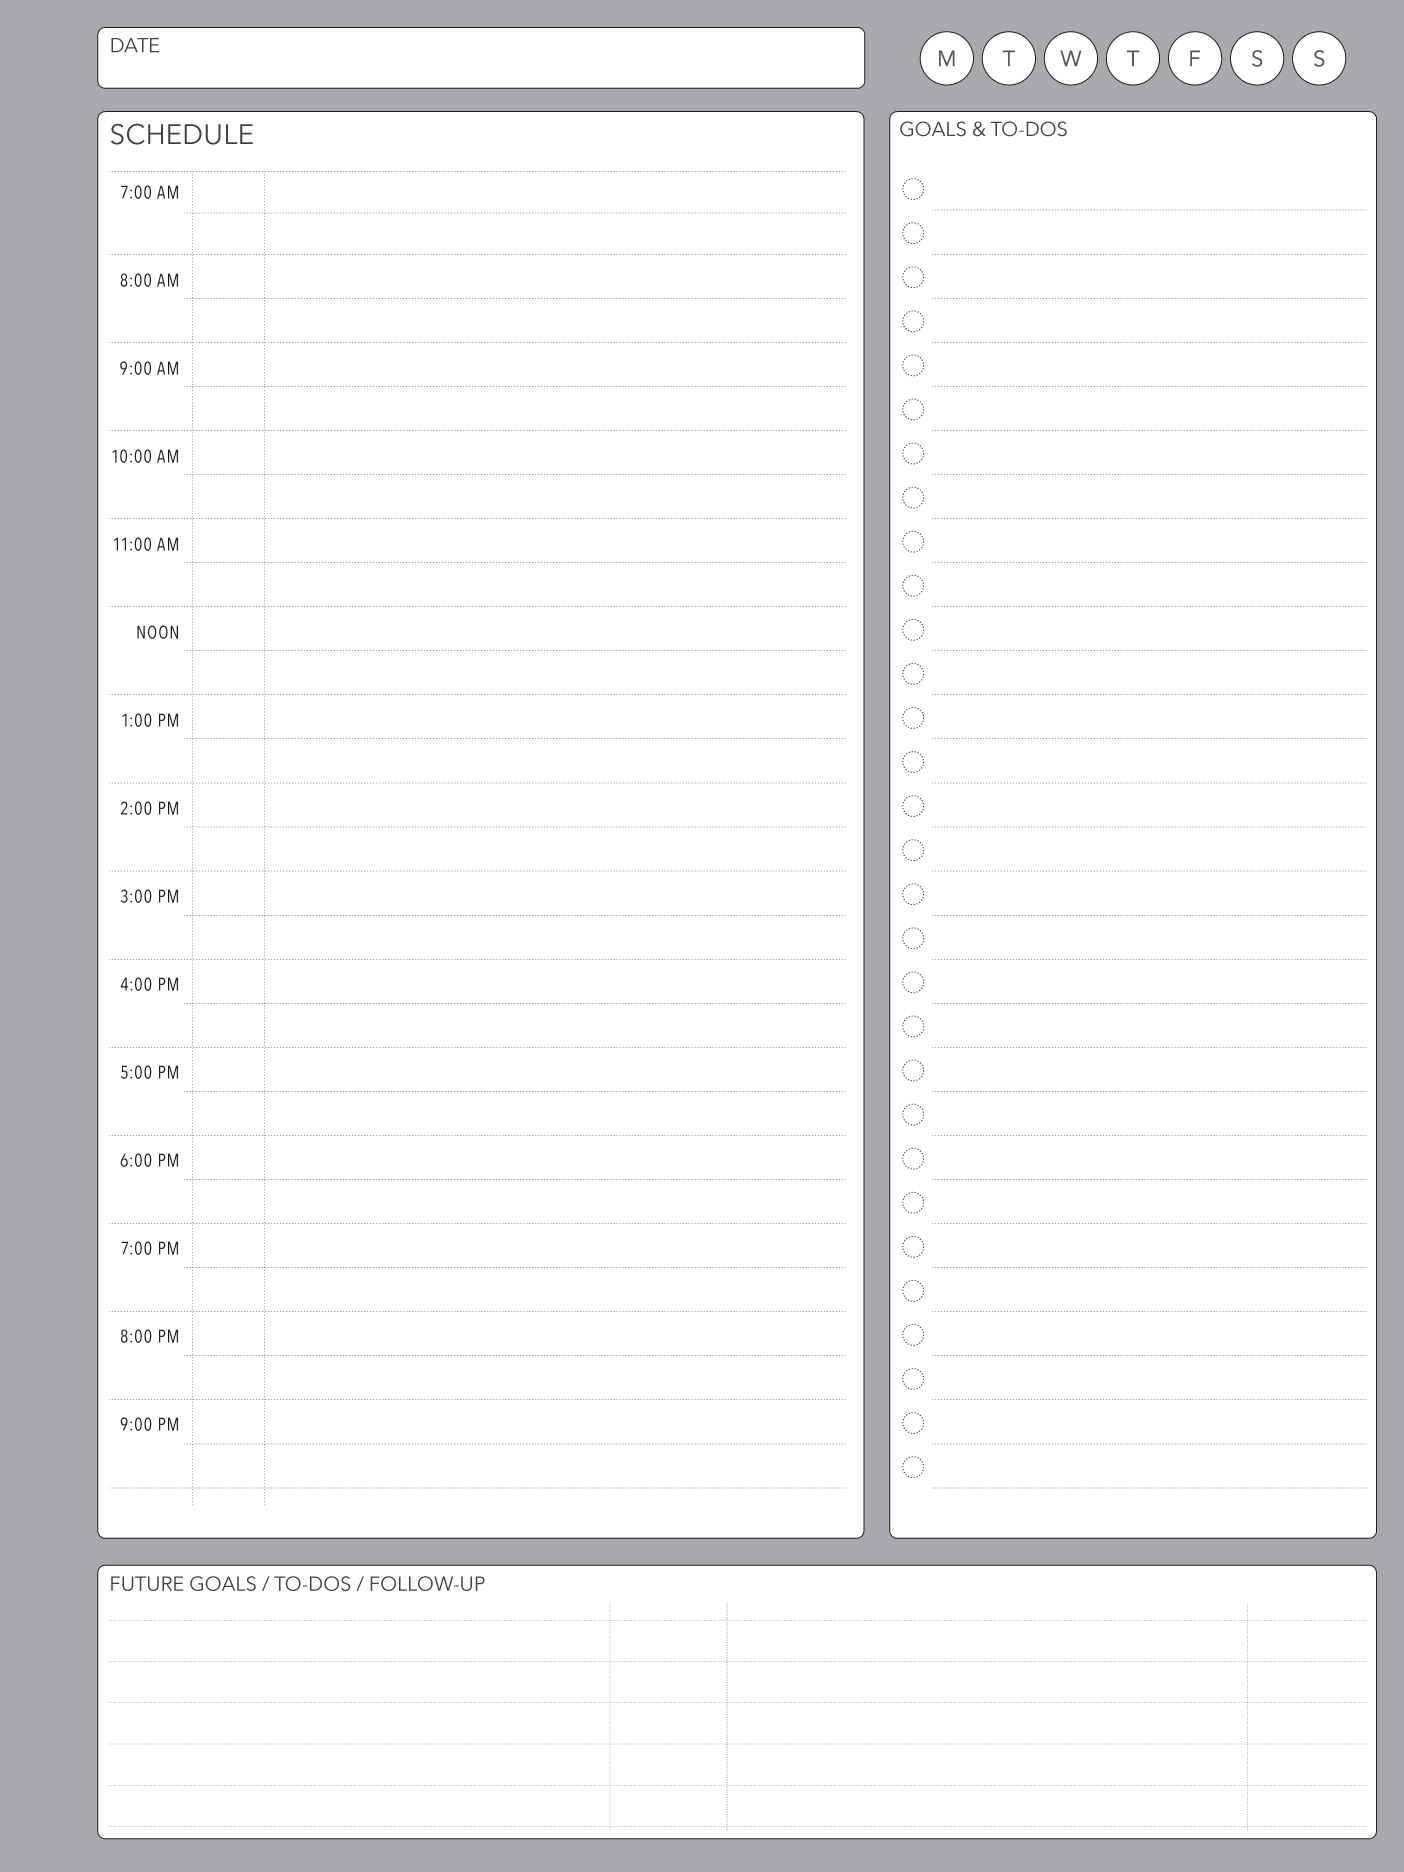 DATE
M T W T F S S
SCHEDULE
7:00 AM
8:00 AM
9:00 AM
10:00 AM
11:00 AM
NOON
1:00 PM
2:00 PM
3:00 PM
4:00 PM
5:00 PM
6:00 PM
7:00 PM
8:00 PM
9:00 PM
GOALS & TO-DOS
FUTURE GOALS / TO-DOS / FOLLOW-UP